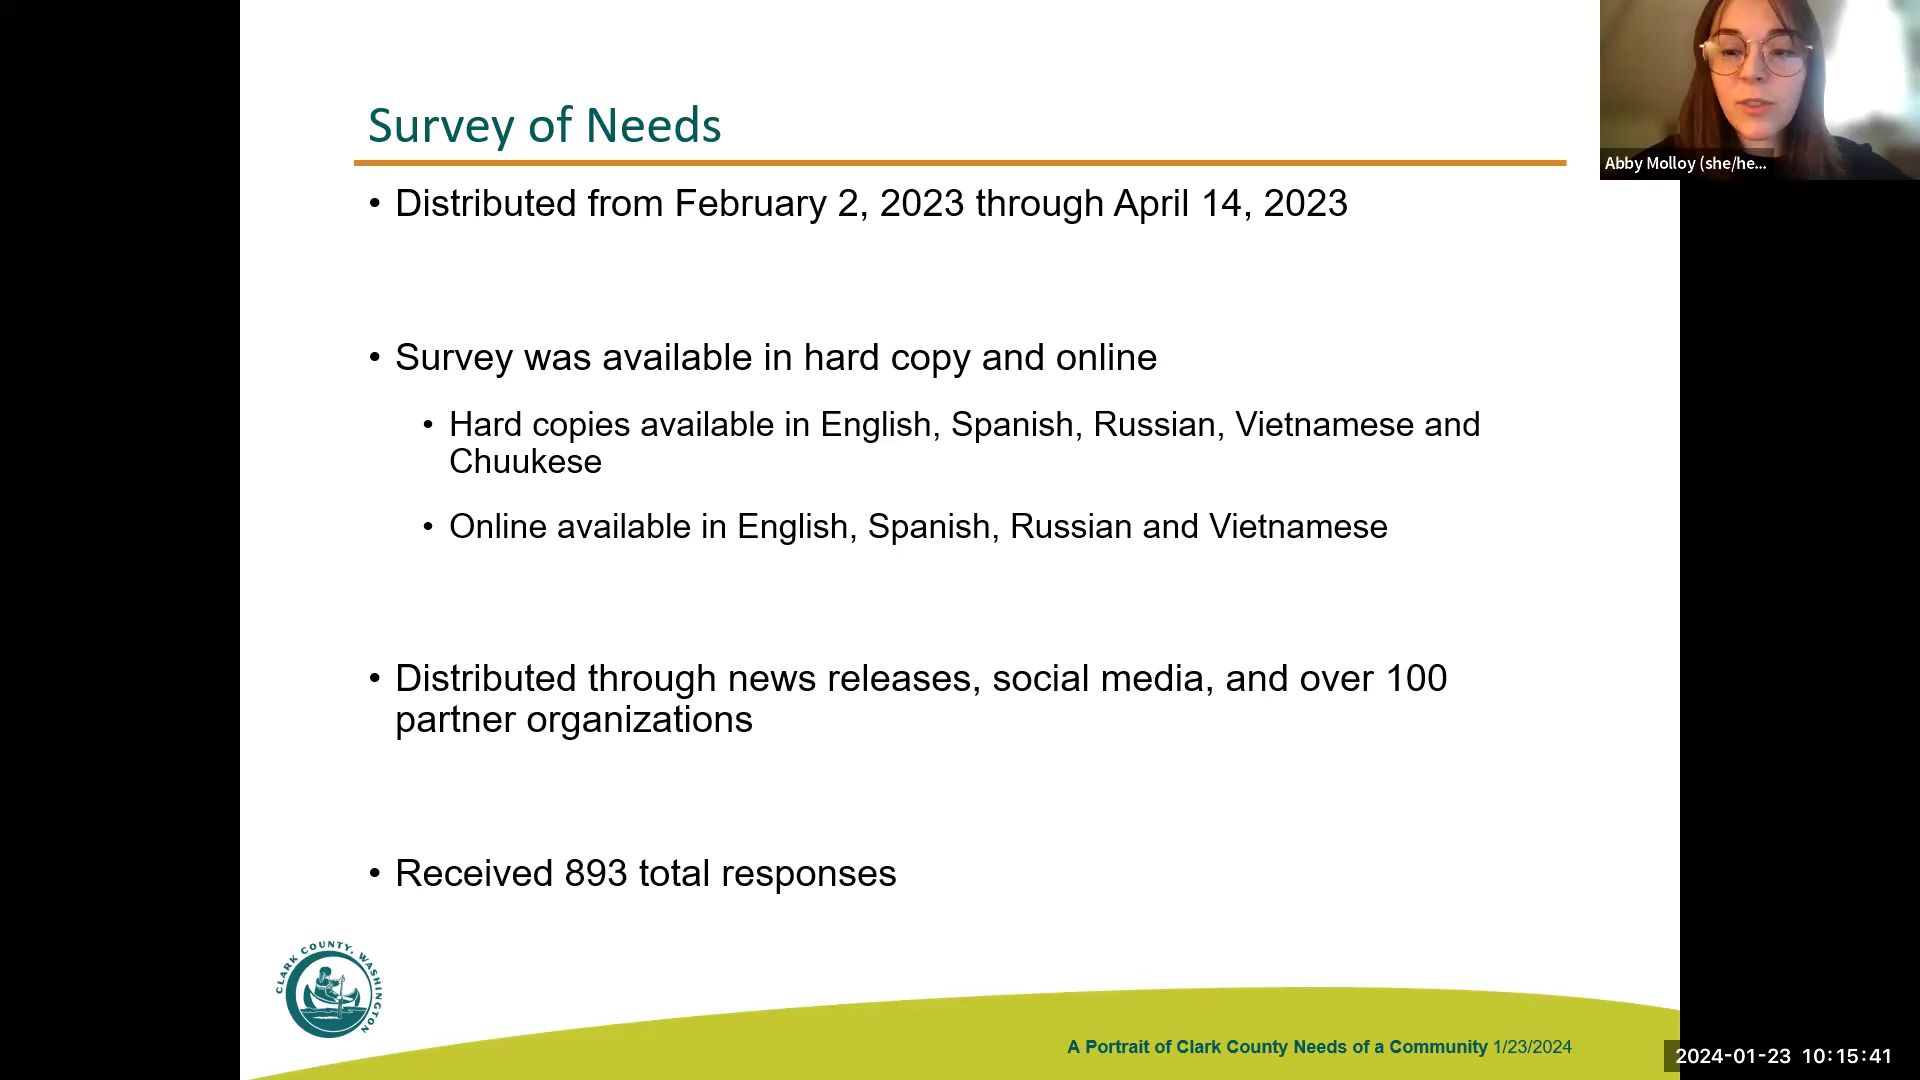 Survey of Needs
• Distributed from February 2, 2023 through April 14, 2023
• Survey was available in hard copy and online
• Hard copies available in English, Spanish, Russian, Vietnamese and
Chuukese
• Online available in English, Spanish, Russian and Vietnamese
• Distributed through news releases, social media, and over 100
partner organizations
• Received 893 total responses
CLARK COUNTY, WASHINGTON
A Portrait of Clark County Needs of a Community 1/23/2024
Abby Molloy (she/he...
2024-01-23 10:15:41